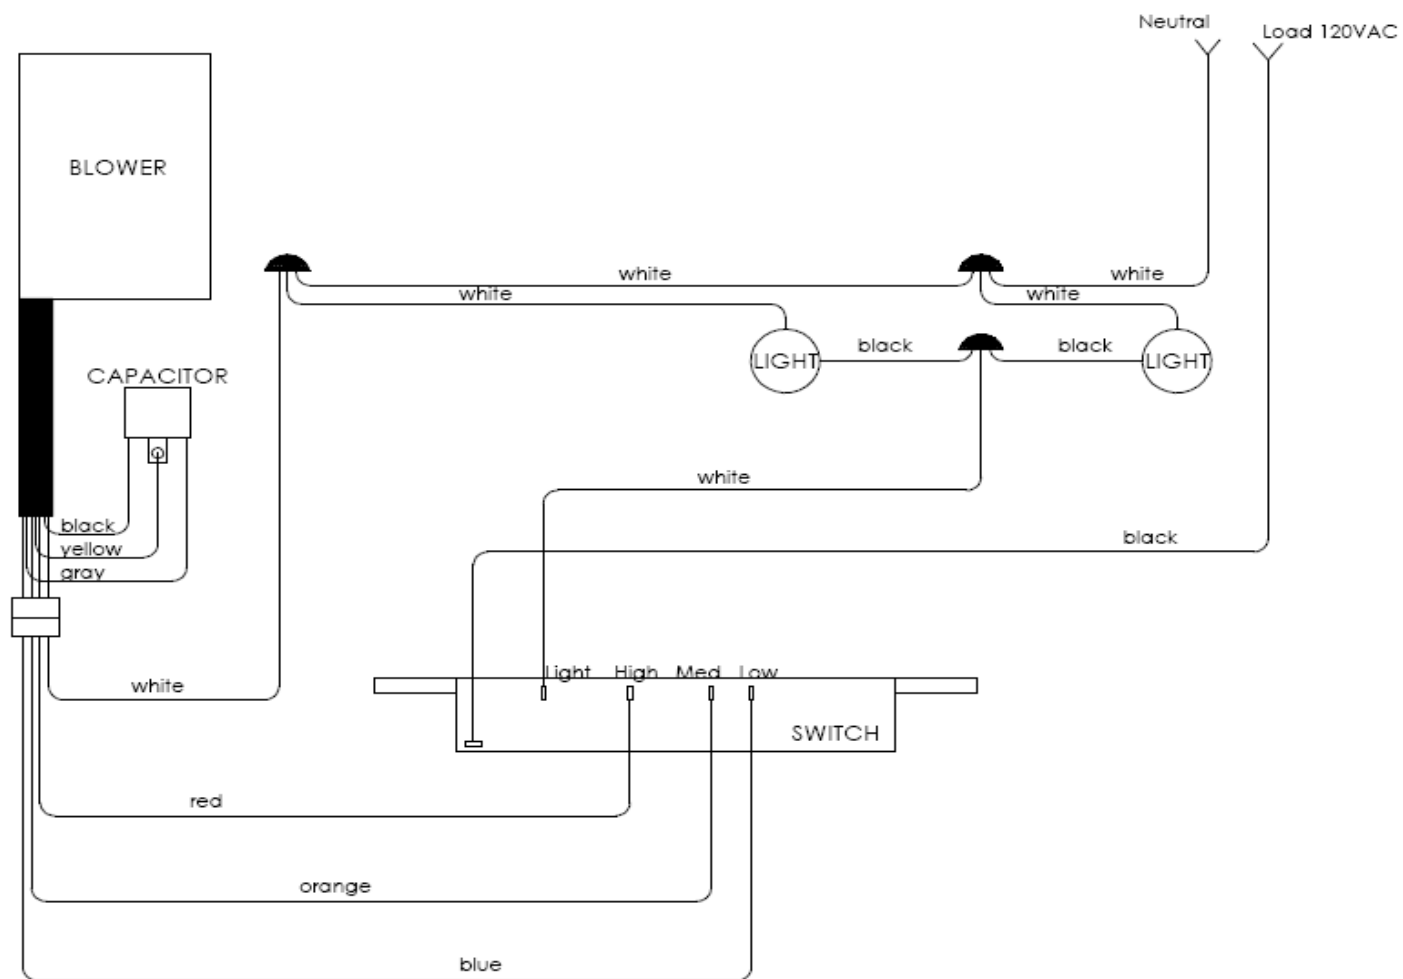 Neutral
Load 120VAC
BLOWER
white
white
white
white
black
black
LIGHT
LIGHT
CAPACITOR
white
black
yellow
gray
black
Light High Med Low
white
SWITCH
red
orange
blue